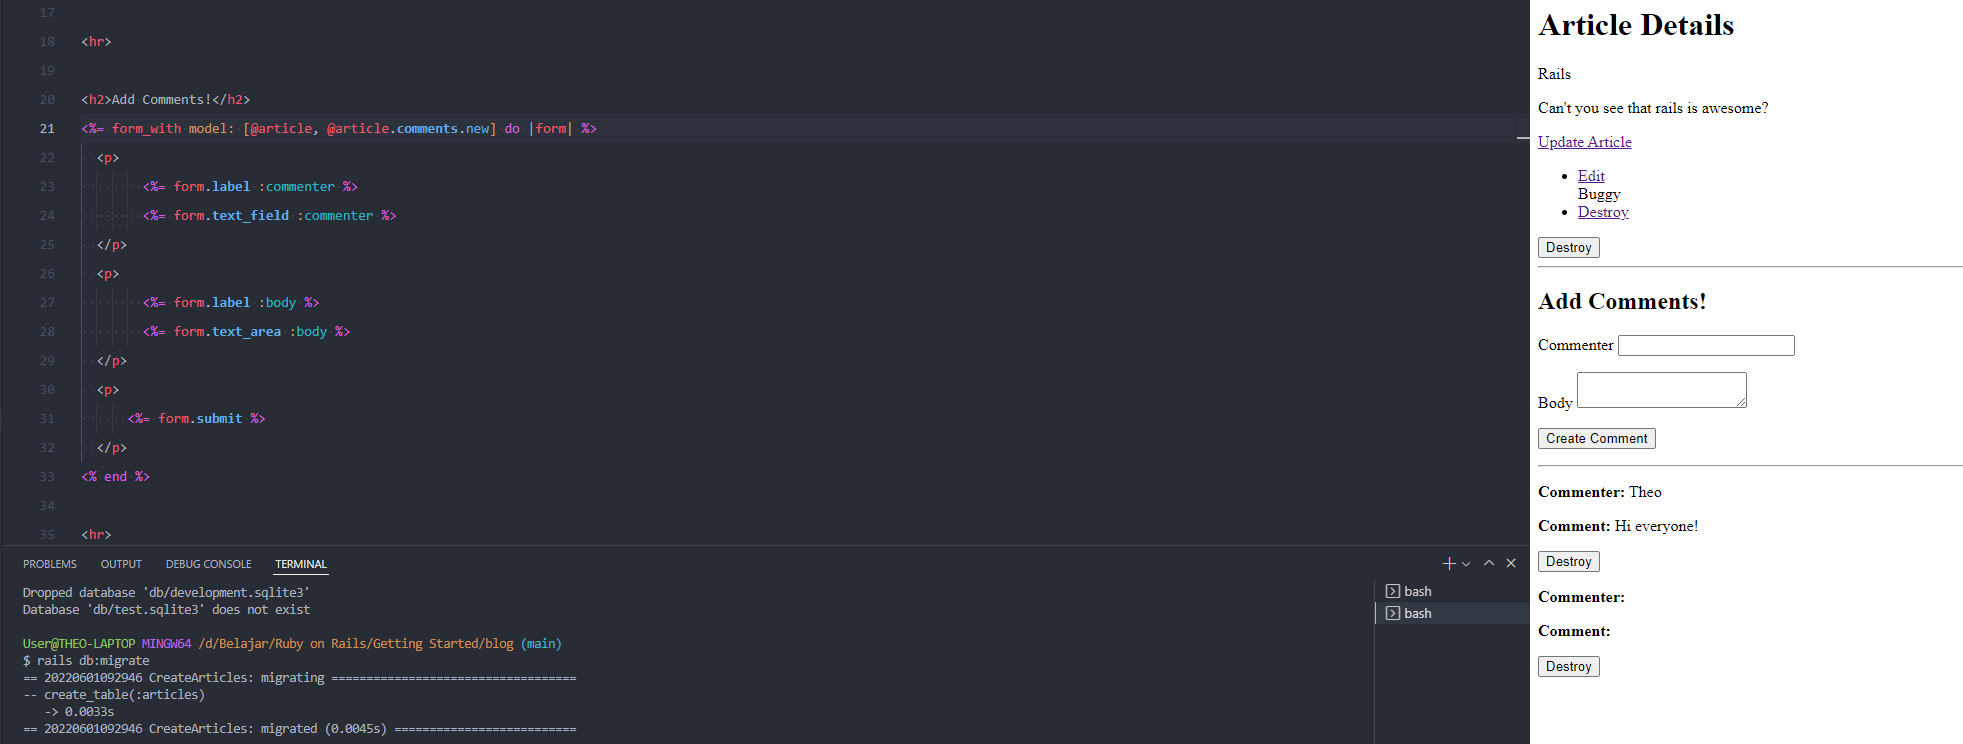 17
18 <hr>
19
20 <h2>Add Comments!</h2>
21 <%= form_with model: [@article, @article.comments.new] do |form| %>
22 <p>
23 <%= form.label :commenter %>
24 <%= form.text_field :commenter %>
25 </p>
26 <p>
27 <%= form.label :body %>
28 <%= form.text_area :body %>
29 </p>
30 <p>
31 <%= form.submit %>
32 </p>
33 <% end %>
34
35 <hr>
PROBLEMS OUTPUT DEBUG CONSOLE TERMINAL
Dropped database 'db/development.sqlite3'
Database 'db/test.sqlite3' does not exist
User@THEO-LAPTOP MINGW64 /d/Belajar/Ruby on Rails/Getting Started/blog (main)
$ rails db:migrate
== 20220601092946 CreateArticles: migrating ===================================
-- create_table(:articles)
-> 0.0033s
== 20220601092946 CreateArticles: migrated (0.0045s) ==========================
bash
bash
Article Details
Rails
Can't you see that rails is awesome?
Update Article
Edit
Buggy
Destroy
Destroy
Add Comments!
Commenter
Body
Create Comment
Commenter: Theo
Comment: Hi everyone!
Destroy
Commenter:
Comment:
Destroy